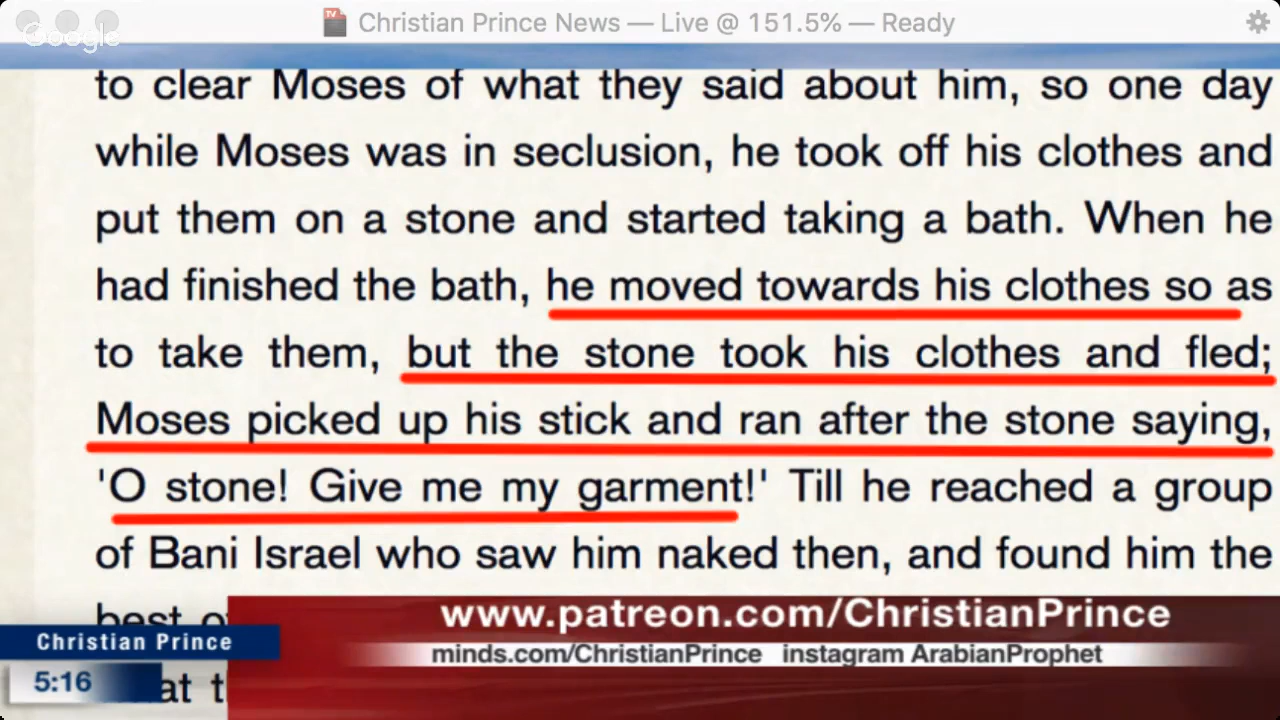 Christian Prince News — Live @ 151.5% — Ready
Google
to clear Moses of what they said about him, so one day
while Moses was in seclusion, he took off his clothes and
put them on a stone and started taking a bath. When he
had finished the bath, he moved towards his clothes so as
to take them, but the stone took his clothes and fled;
Moses picked up his stick and ran after the stone saying,
'O stone! Give me my garment!' Till he reached a group
of Bani Israel who saw him naked then, and found him the
best
www.patreon.com/ChristianPrince
Christian Prince
minds.com/ChristianPrince instagram ArabianProphet
5:16